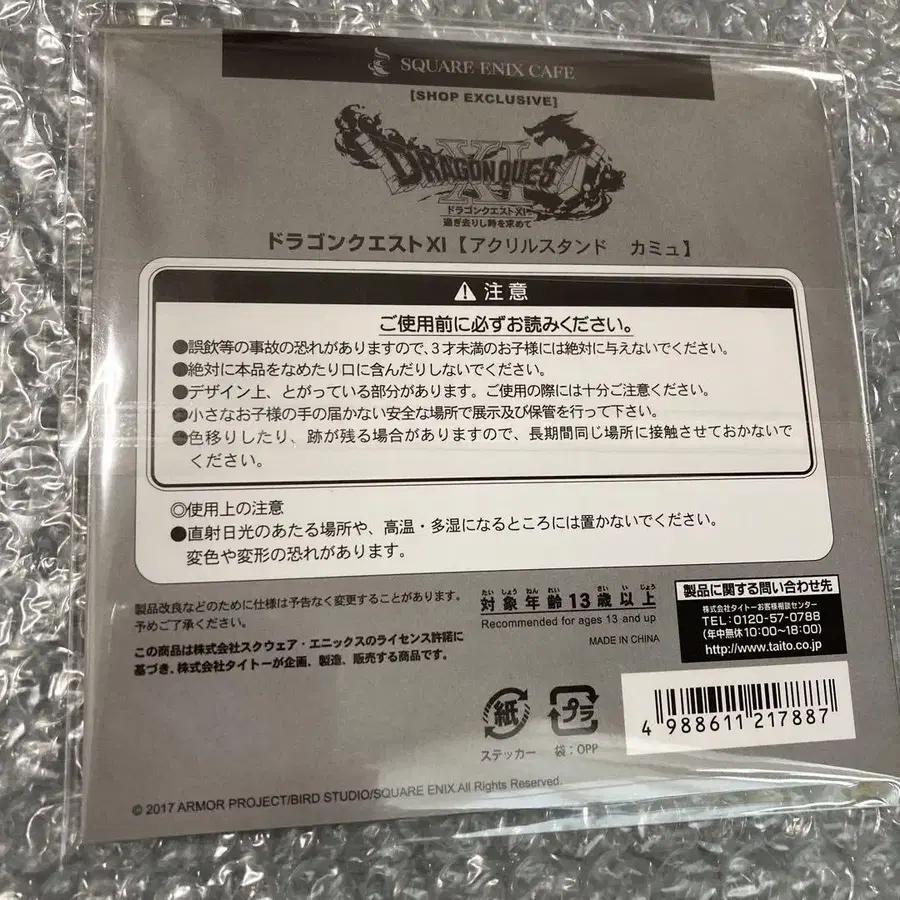 SQUARE ENIX CAFE
[SHOP EXCLUSIVE]
DRAGON QUEST
XI
ドラゴンクエストXI
過ぎ去りし時を求めて
ドラゴンクエストXI【アクリルスタンド カミュ】
注意
ご使用前に必ずお読みください。
●誤飲等の事故の恐れがありますので、3才未満のお子様には絶対に与えないでください。
●絶対に本品をなめたり口に含んだりしないでください。
●デザイン上、とがっている部分があります。ご使用の際には十分ご注意ください。
●小さなお子様の手の届かない安全な場所で展示及び保管を行って下さい。
●色移りしたり、跡が残る場合がありますので、長期間同じ場所に接触させておかないで
ください。
◎使用上の注意
●直射日光のあたる場所や、高温・多湿になるところには置かないでください。
変色や変形の恐れがあります。
製品改良などのために仕様は予告なく変更することがあります。
予めご了承ください。
この商品は株式会社スクウェア・エニックスのライセンス許諾に
基づき、株式会社タイトーが企画、製造、販売する商品です。
たい しょう ねん れい さい い じょう
対象年齢13歳以上
Recommended for ages 13 and up
MADE IN CHINA
製品に関する問い合わせ先
株式会社タイトーお客様相談センター
TEL:0120-57-0788
(年中無休10:00~18:00)
http://www.taito.co.jp
紙
ステッカー
プラ
袋:OPP
4 988611 217887
© 2017 ARMOR PROJECT/BIRD STUDIO/SQUARE ENIX All Rights Reserved.